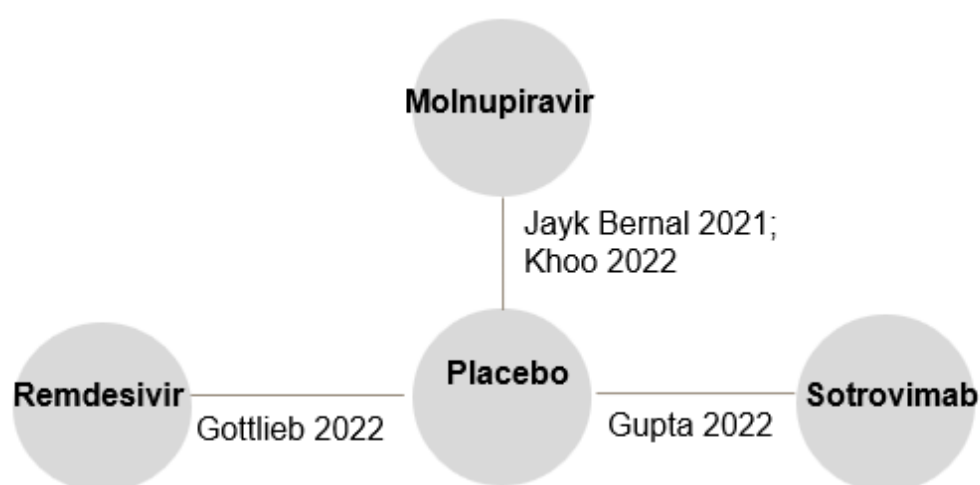 Molnupiravir
Jayk Bernal 2021;
Khoo 2022
Placebo
Remdesivir
Sotrovimab
Gottlieb 2022
Gupta 2022